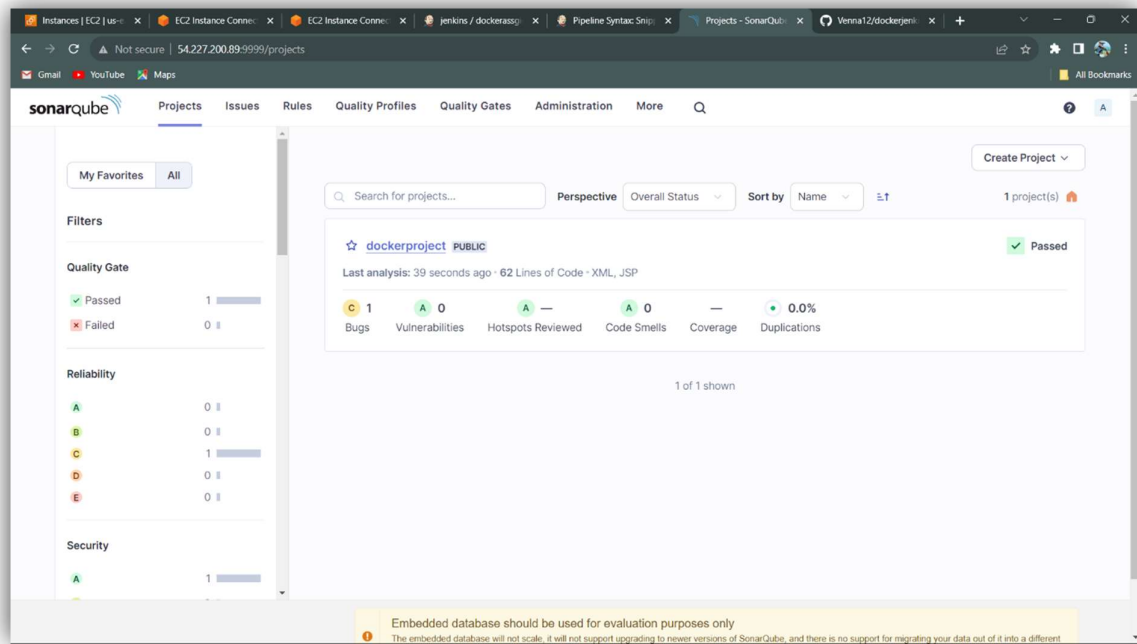 Instances | EC2 | us-e
EC2 Instance Connec
EC2 Instance Connec
jenkins / dockerassg
Pipeline Syntax: Snip
Projects - SonarQub
Venna12/dockerjenk
Not secure | 54.227.200.89:9999/projects
Gmail YouTube Maps All Bookmarks
sonarqube Projects Issues Rules Quality Profiles Quality Gates Administration More A
Create Project
My Favorites All
Search for projects... Perspective Overall Status Sort by Name 1 project(s)
Filters
dockerproject PUBLIC Passed
Last analysis: 39 seconds ago · 62 Lines of Code · XML, JSP
Quality Gate
Passed 1
Failed 0
C 1 A 0 A — A 0 — 0.0%
Bugs Vulnerabilities Hotspots Reviewed Code Smells Coverage Duplications
Reliability
1 of 1 shown
A 0
B 0
C 1
D 0
E 0
Security
A 1
Embedded database should be used for evaluation purposes only
The embedded database will not scale, it will not support upgrading to newer versions of SonarQube, and there is no support for migrating your data out of it into a different